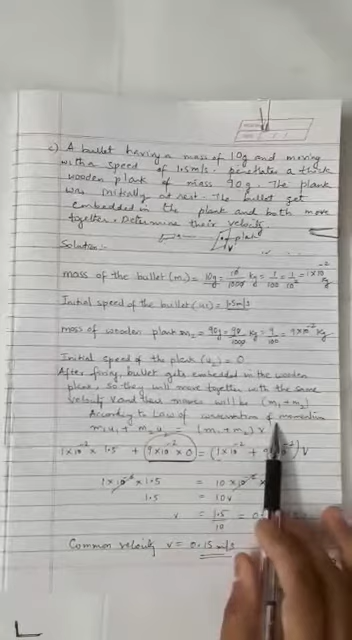 c) A bullet having a mass of 10g and moving
with a speed of 1.5m/s. penetrates a thick
wooden plank of mass 90g. The plank
was initially at rest. The bullet get
embedded in the plank and both move
together. Determine their velocity.
Solution:- plank
mass of the bullet (m₁) = 10g = 10/1000 kg = 1/100 = 1/10² = 1×10⁻² kg
Initial speed of the bullet (u₁) = 1.5m/s
mass of wooden plank m₂ = 90g = 90/1000 kg = 9/100 = 9×10⁻² kg
Initial speed of the plank (u₂) = 0
After firing, bullet gets embedded in the wooden
plank, so they will move together with the same
velocity V and their masses will be (m₁+m₂)
According to Law of conservation of momentum
m₁u₁ + m₂u₂ = (m₁+m₂) V
1×10⁻² × 1.5 + (9×10⁻² × 0) = (1×10⁻² + 9 ⁻²) V
1×10⁻² × 1.5 = 10×10⁻²
1.5 = 10V
V = 1.5/10 =
Common velocity V = 0.15 m/s